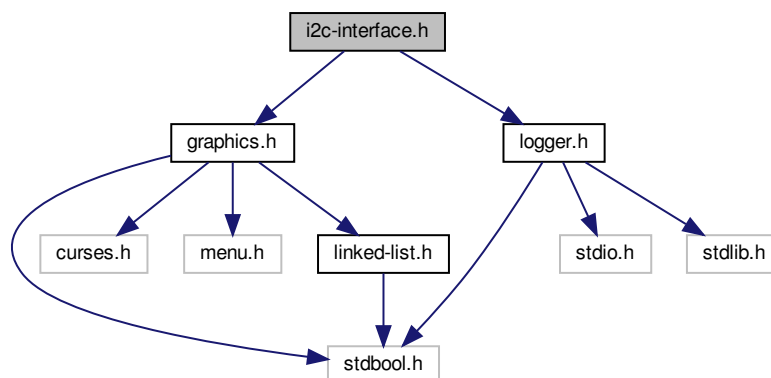 i2c-interface.h
graphics.h
logger.h
curses.h
menu.h
linked-list.h
stdio.h
stdlib.h
stdbool.h